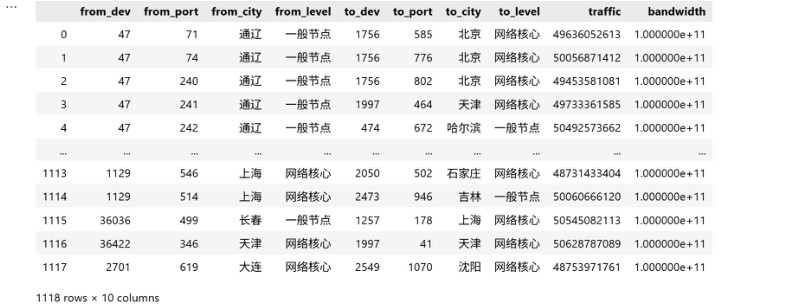 ...
from_dev from_port from_city from_level to_dev to_port to_city to_level traffic bandwidth
0 47 71 通辽 一般节点 1756 585 北京 网络核心 49636052613 1.000000e+11
1 47 74 通辽 一般节点 1756 776 北京 网络核心 50056871412 1.000000e+11
2 47 240 通辽 一般节点 1756 802 北京 网络核心 49453581081 1.000000e+11
3 47 241 通辽 一般节点 1997 464 天津 网络核心 49733361585 1.000000e+11
4 47 242 通辽 一般节点 474 672 哈尔滨 一般节点 50492573662 1.000000e+11
... ... ... ... ... ... ... ... ... ... ...
1113 1129 546 上海 网络核心 2050 502 石家庄 网络核心 48731433404 1.000000e+11
1114 1129 514 上海 网络核心 2473 946 吉林 一般节点 50060666120 1.000000e+11
1115 36036 499 长春 一般节点 1257 178 上海 网络核心 50545082113 1.000000e+11
1116 36422 346 天津 网络核心 1997 41 天津 网络核心 50628787089 1.000000e+11
1117 2701 619 大连 网络核心 2549 1070 沈阳 网络核心 48753971761 1.000000e+11
1118 rows × 10 columns